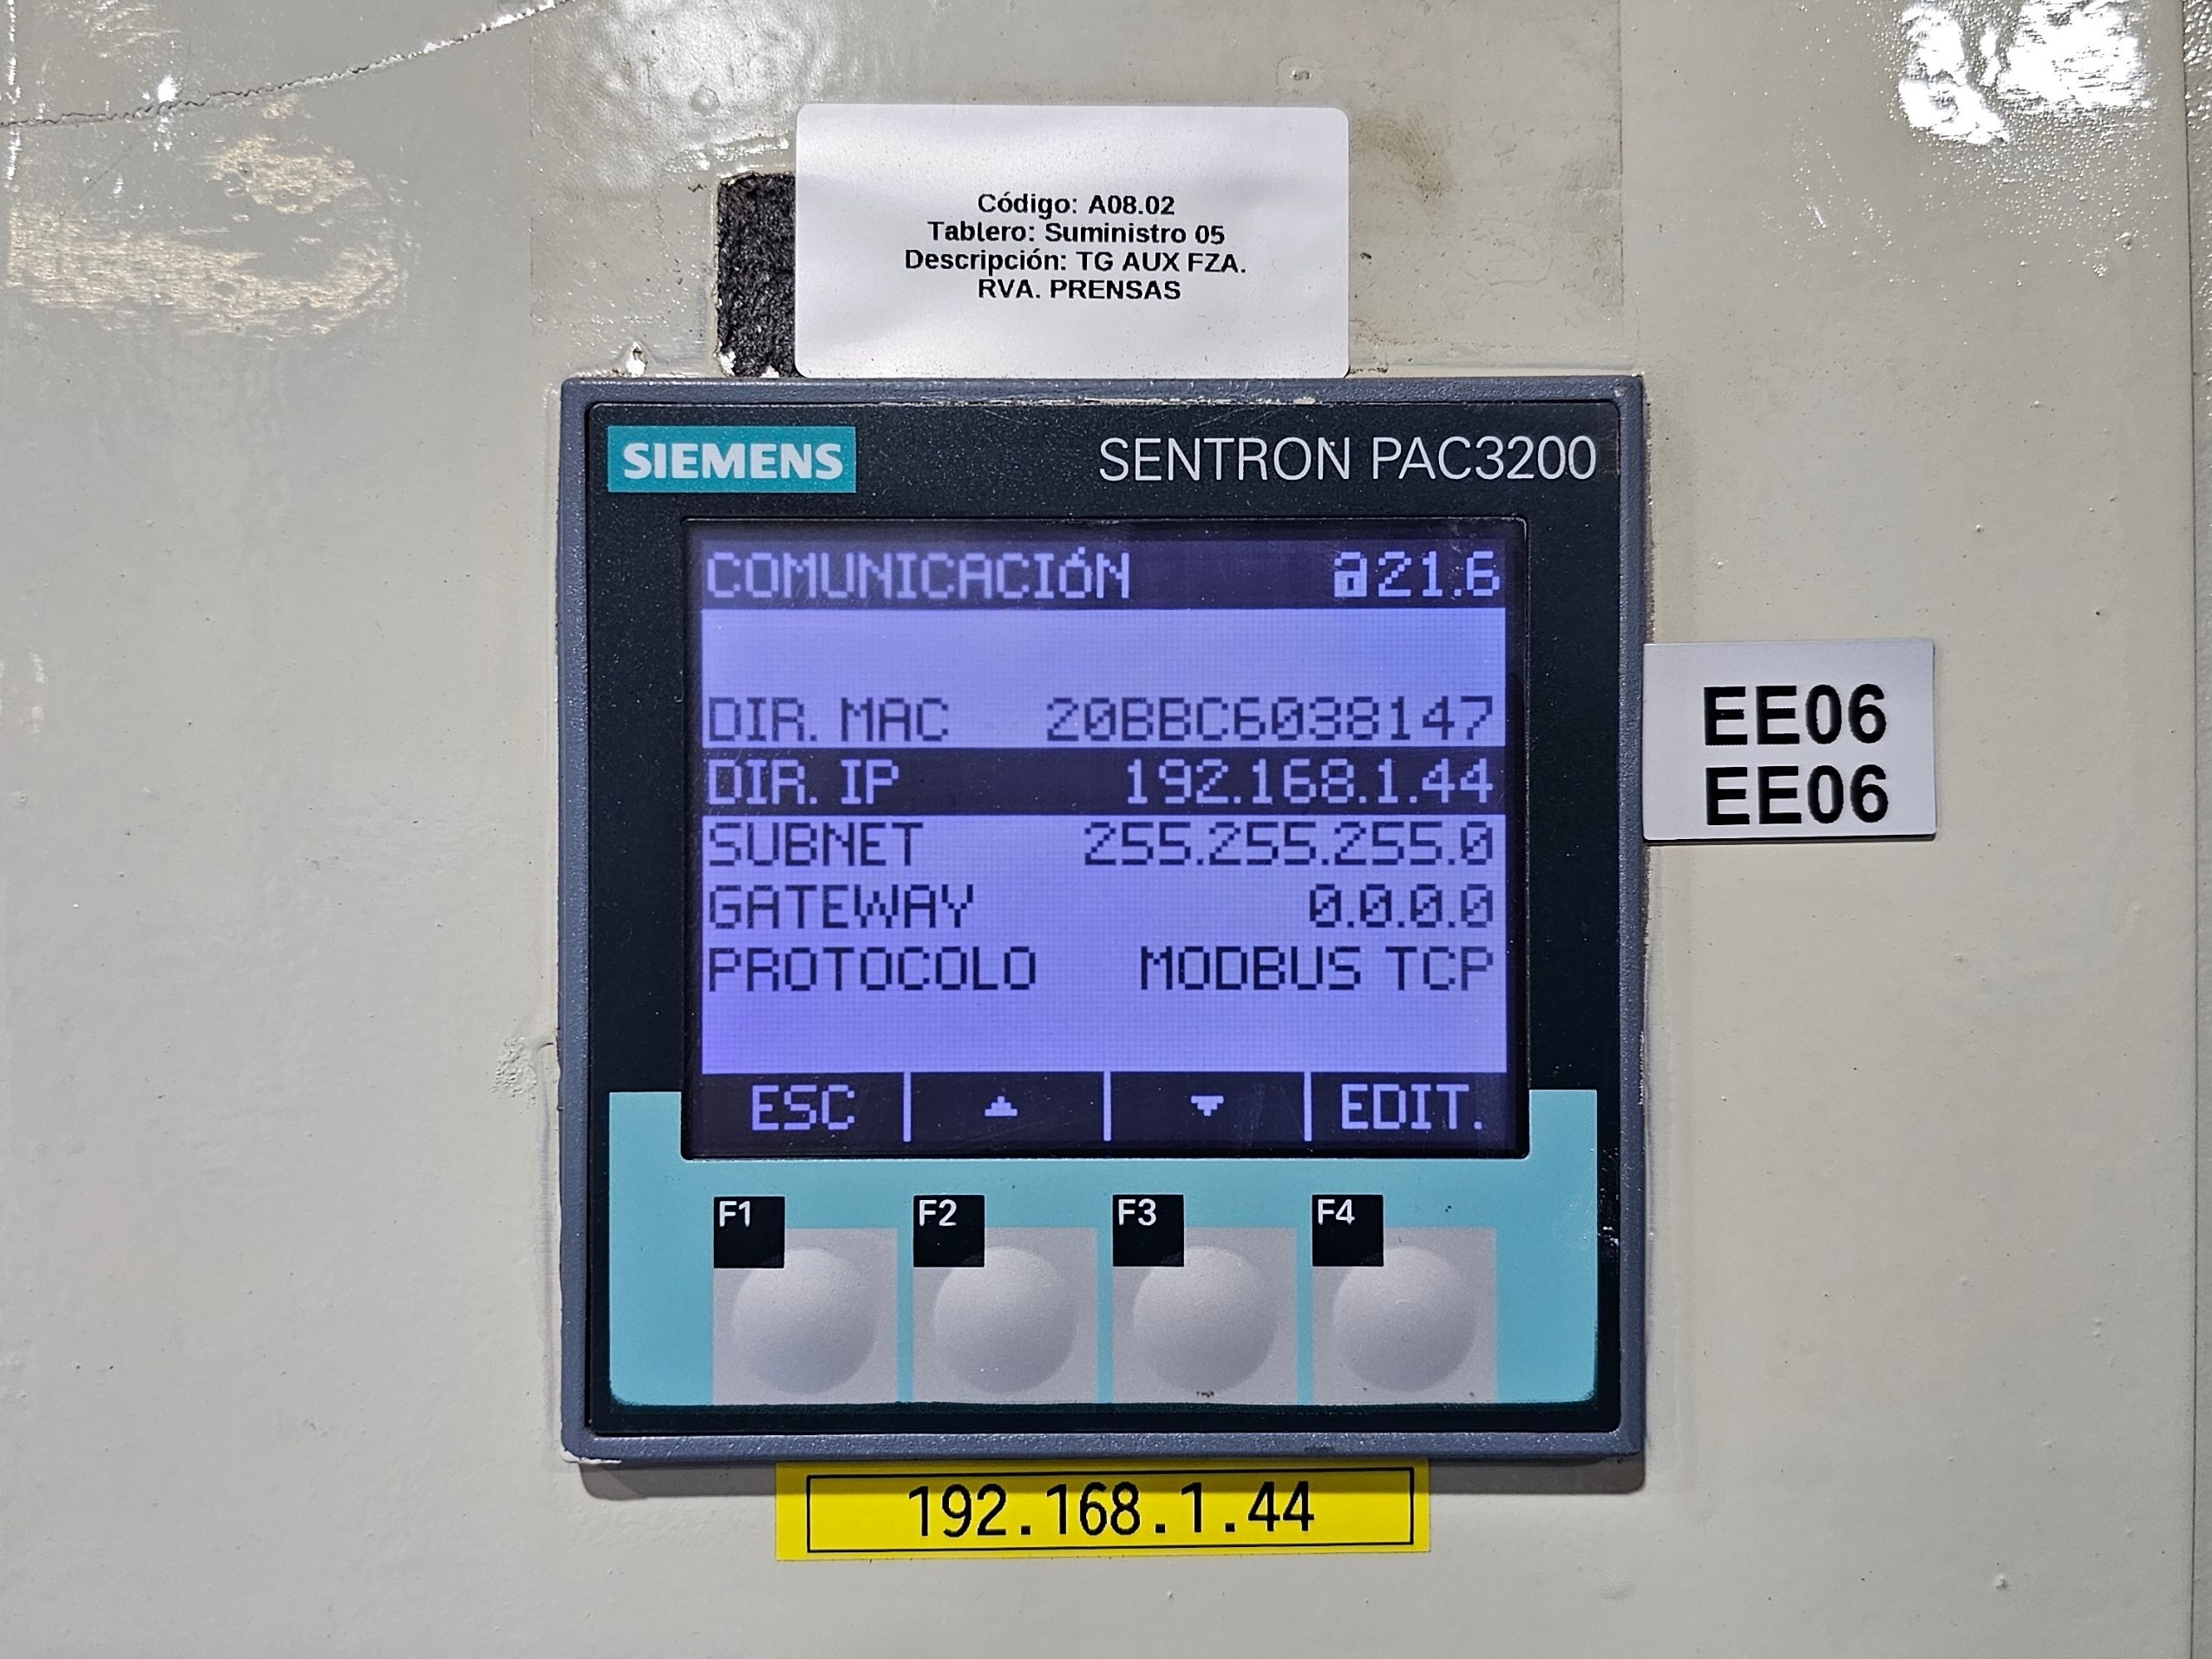 Código: A08.02
Tablero: Suministro 05
Descripción: TG AUX FZA.
RVA. PRENSAS
SIEMENS SENTRON PAC3200
COMUNICACIÓN 21.6
DIR. MAC 20BBC6038147
DIR. IP 192.168.1.44
SUBNET 255.255.255.0
GATEWAY 0.0.0.0
PROTOCOLO MODBUS TCP
ESC EDIT.
F1 F2 F3 F4
EE06
EE06
192.168.1.44